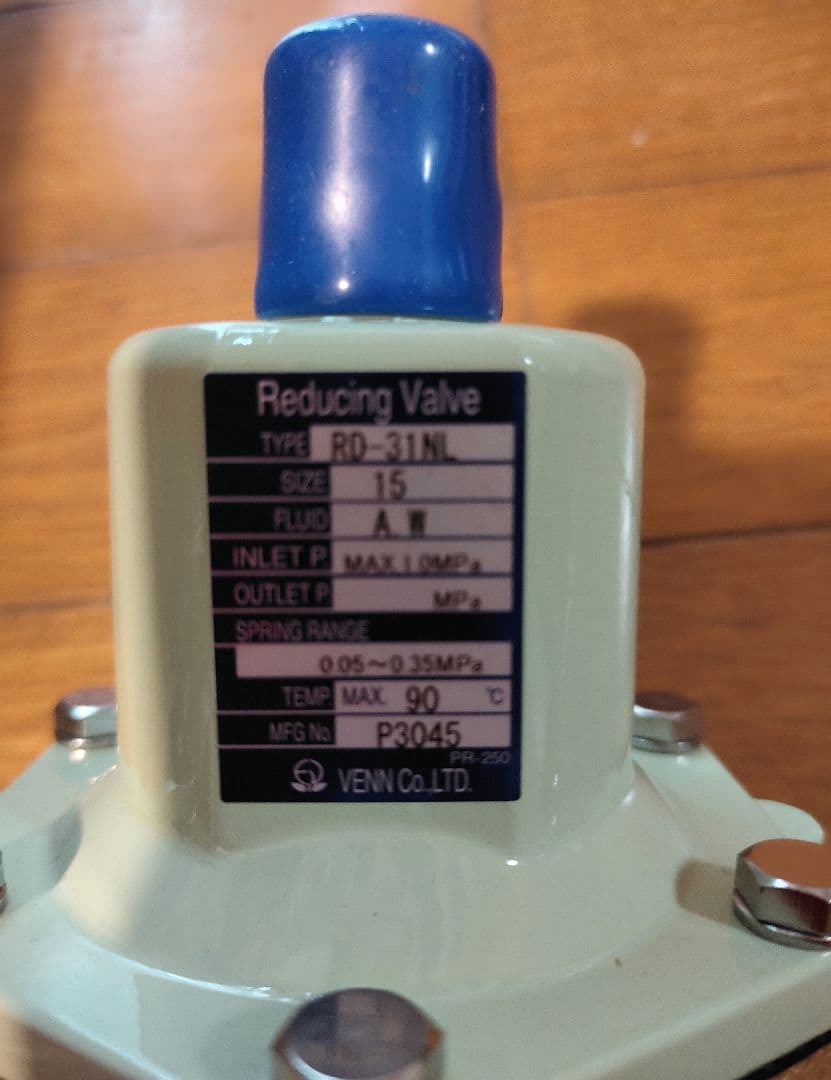 Reducing Valve
TYPE RD-31NL
SIZE 15
FLUID A.W
INLET P. MAX.1.0MPa
OUTLET P. MPa
SPRING RANGE
0.05～0.35MPa
TEMP. MAX. 90 ℃
MFG No. P3045
PR-250
VENN Co.,LTD.